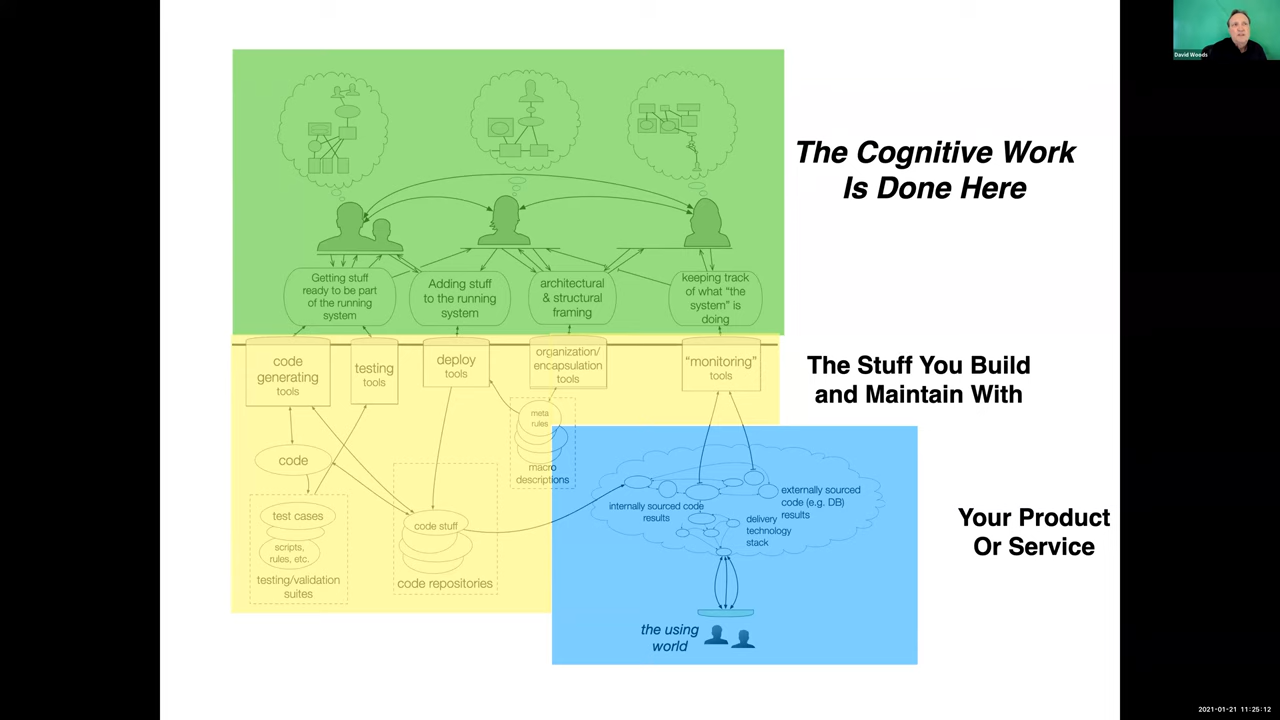 David Woods
The Cognitive Work
Is Done Here
Getting stuff
ready to be part
of the running
system
Adding stuff
to the running
system
architectural
& structural
framing
keeping track
of what “the
system” is
doing
code
generating
tools
testing
tools
deploy
tools
organization/
encapsulation
tools
“monitoring”
tools
The Stuff You Build
and Maintain With
meta
rules
macro
descriptions
code
test cases
scripts,
rules, etc.
testing/validation
suites
code stuff
code repositories
internally sourced code
results
externally sourced
code (e.g. DB)
results
delivery
technology
stack
Your Product
Or Service
the using
world
2021-01-21 11:25:12